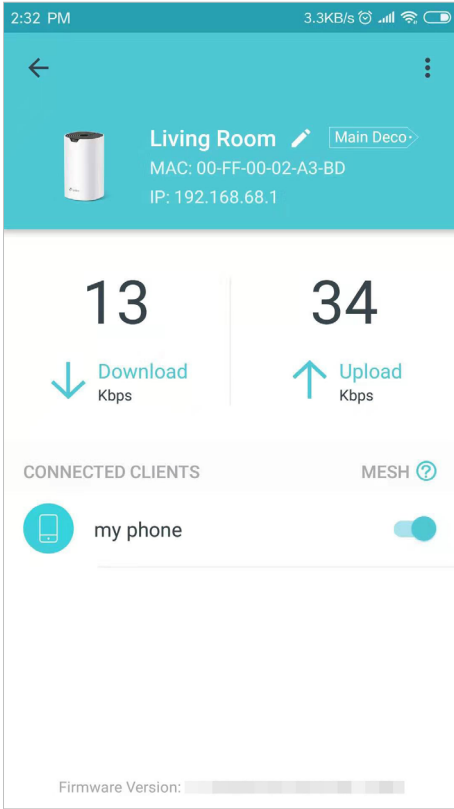 2:32 PM 3.3KB/s
Living Room Main Deco
MAC: 00-FF-00-02-A3-BD
IP: 192.168.68.1
13 34
Download Upload
Kbps Kbps
CONNECTED CLIENTS MESH ?
my phone
Firmware Version: